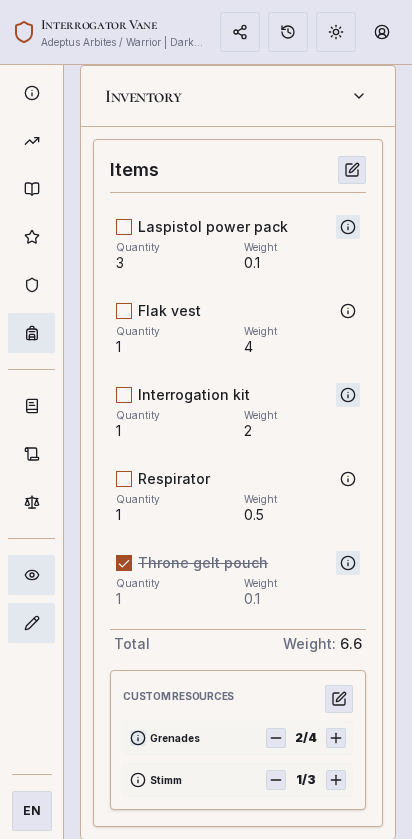 Interrogator Vane
Adeptus Arbites / Warrior | Dark...
Inventory
Items
Laspistol power pack
Quantity Weight
3 0.1
Flak vest
Quantity Weight
1 4
Interrogation kit
Quantity Weight
1 2
Respirator
Quantity Weight
1 0.5
Throne gelt pouch
Quantity Weight
1 0.1
Total Weight: 6.6
CUSTOM RESOURCES
Grenades 2/4
Stimm 1/3
EN